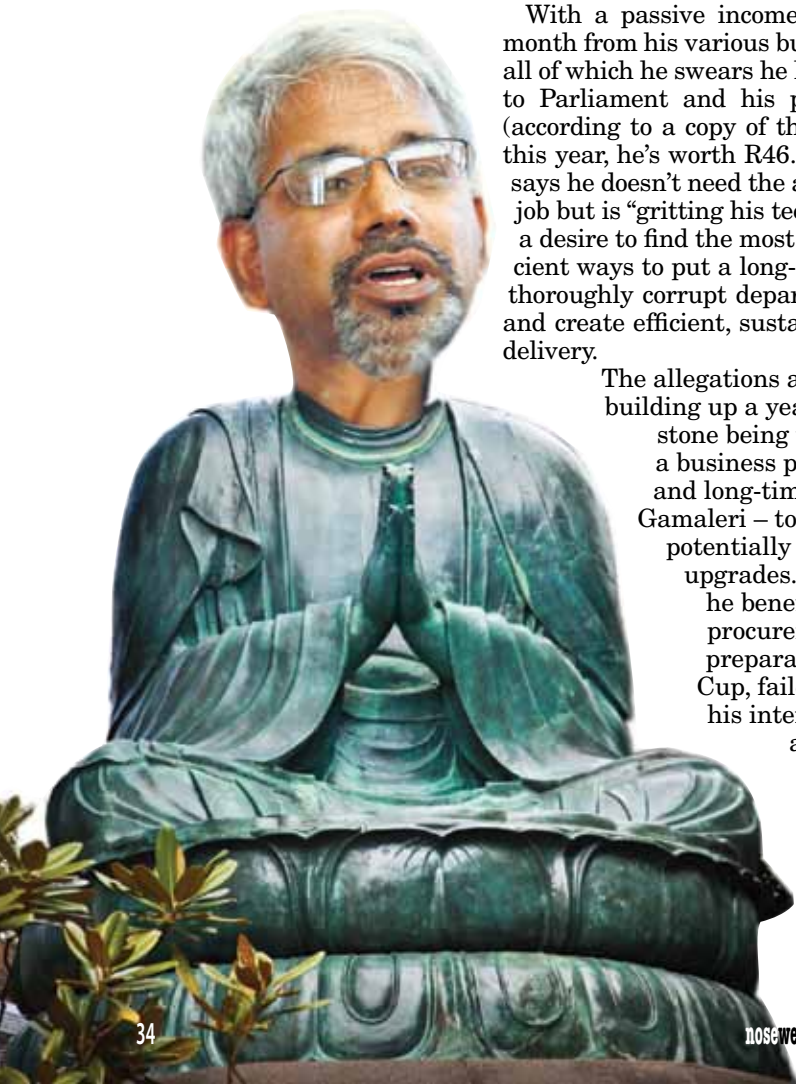 With a passive income
month from his various bu
all of which he swears he
to Parliament and his p
(according to a copy of th
this year, he's worth R46.
says he doesn't need the a
job but is “gritting his tee
a desire to find the most
cient ways to put a long-
thoroughly corrupt depar
and create efficient, susta
delivery.
The allegations a
building up a yea
stone being
a business p
and long-tim
Gamaleri – to
potentially
upgrades.
he bene
procure
prepara
Cup, fail
his inte
a
34
nosewe